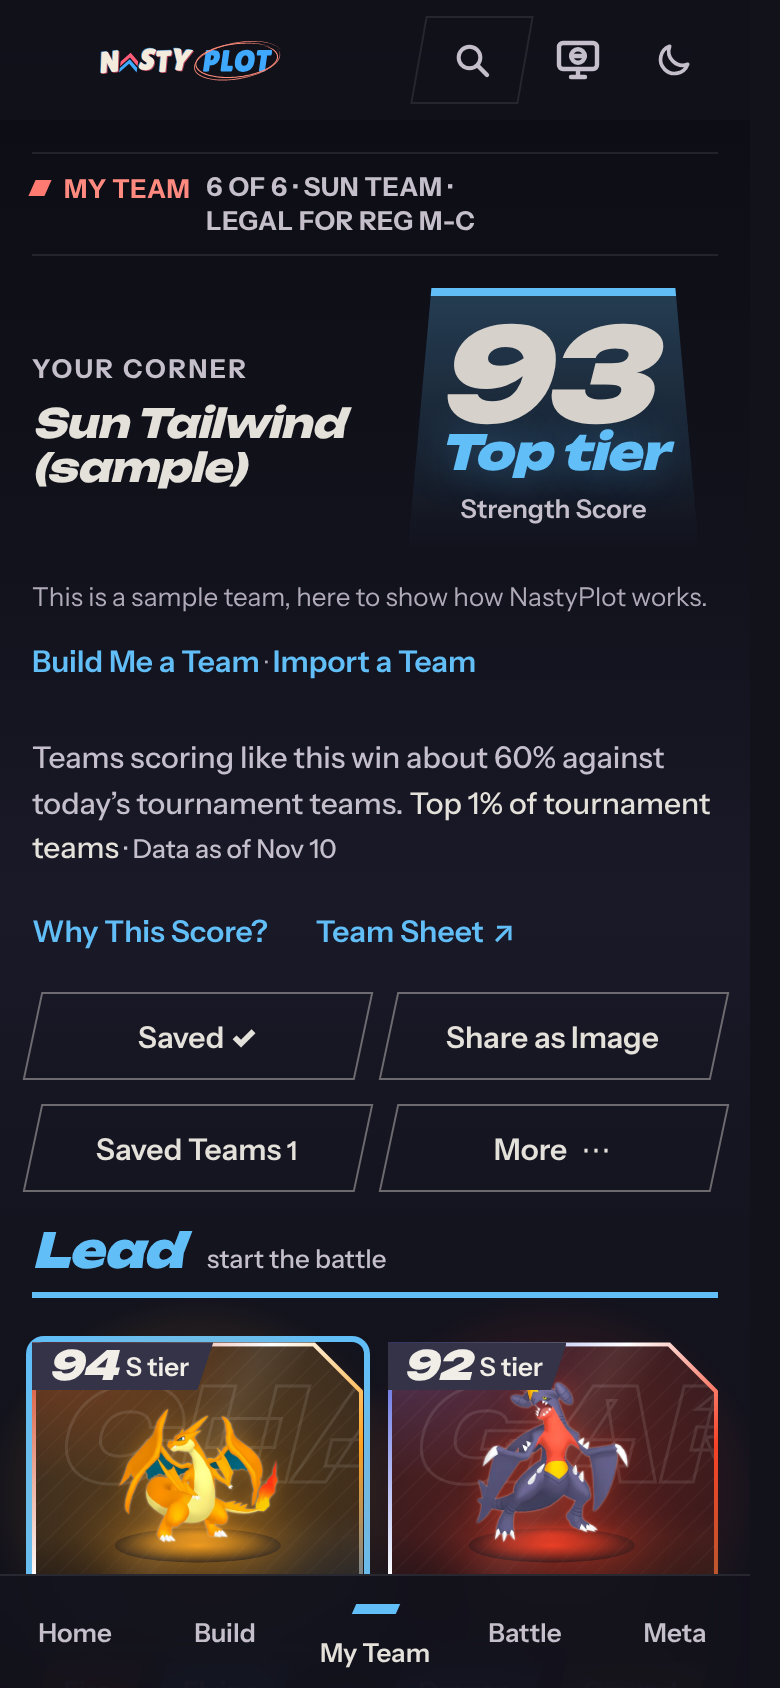 NASTY PLOT
MY TEAM
6 OF 6 · SUN TEAM ·
LEGAL FOR REG M-C
YOUR CORNER
Sun Tailwind
(sample)
93
Top tier
Strength Score
This is a sample team, here to show how NastyPlot works.
Build Me a Team · Import a Team
Teams scoring like this win about 60% against
today’s tournament teams. Top 1% of tournament
teams · Data as of Nov 10
Why This Score? Team Sheet ↗
Saved ✔ Share as Image
Saved Teams 1 More ···
Lead start the battle
94 S tier
92 S tier
CHA
GAR
Home Build My Team Battle Meta